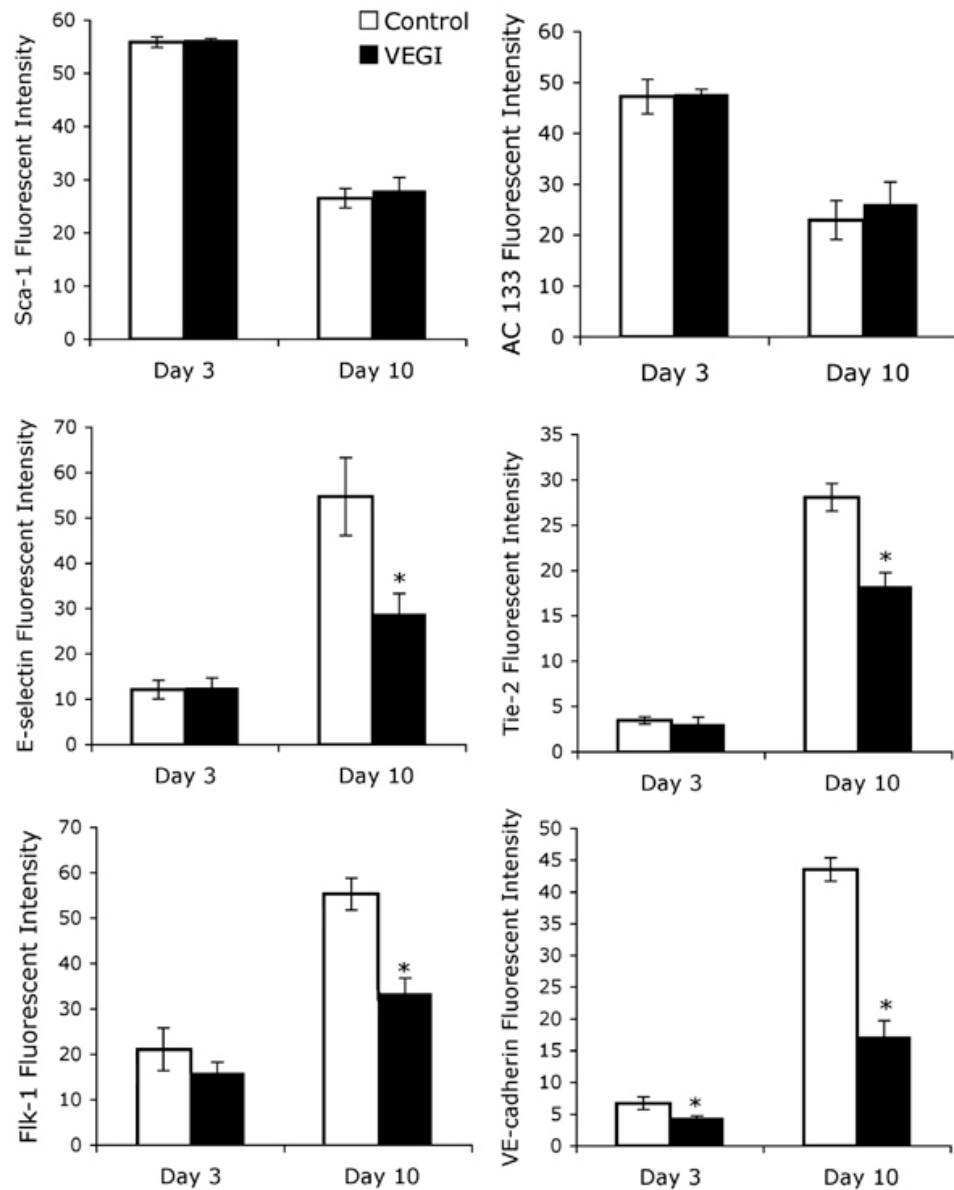 Sca-1 Fluorescent Intensity
60
50
40
30
20
10
0
Control
VEGI
Day 3
Day 10
AC 133 Fluorescent Intensity
60
50
40
30
20
10
0
Day 3
Day 10
E-selectin Fluorescent Intensity
70
60
50
40
30
20
10
0
*
Day 3
Day 10
Tie-2 Fluorescent Intensity
35
30
25
20
15
10
5
0
*
Day 3
Day 10
Flk-1 Fluorescent Intensity
70
60
50
40
30
20
10
0
*
Day 3
Day 10
VE-cadherin Fluorescent Intensity
50
45
40
35
30
25
20
15
10
5
0
*
*
Day 3
Day 10